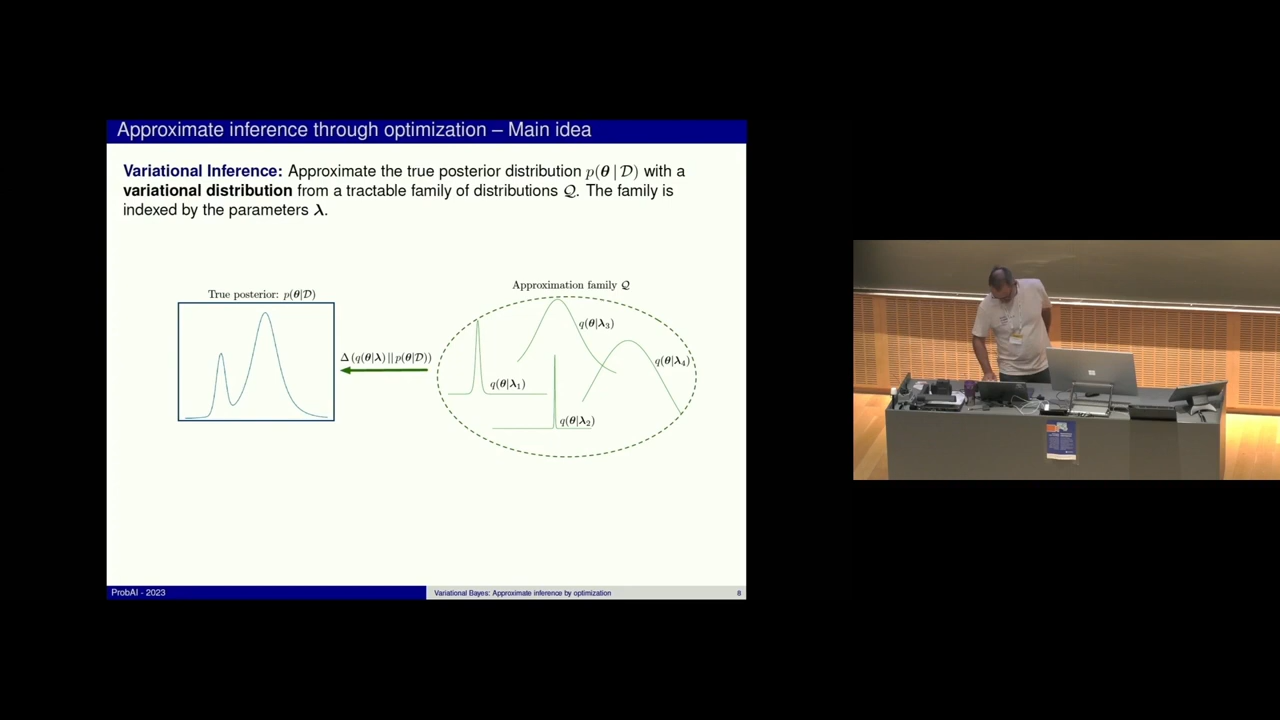 Approximate inference through optimization – Main idea
Variational Inference: Approximate the true posterior distribution p(θ | D) with a
variational distribution from a tractable family of distributions Q. The family is
indexed by the parameters λ.
True posterior: p(θ|D)
Approximation family Q
Δ (q(θ|λ) || p(θ|D))
q(θ|λ₃)
q(θ|λ₄)
q(θ|λ₁)
q(θ|λ₂)
ProbAI - 2023
Variational Bayes: Approximate inference by optimization
8